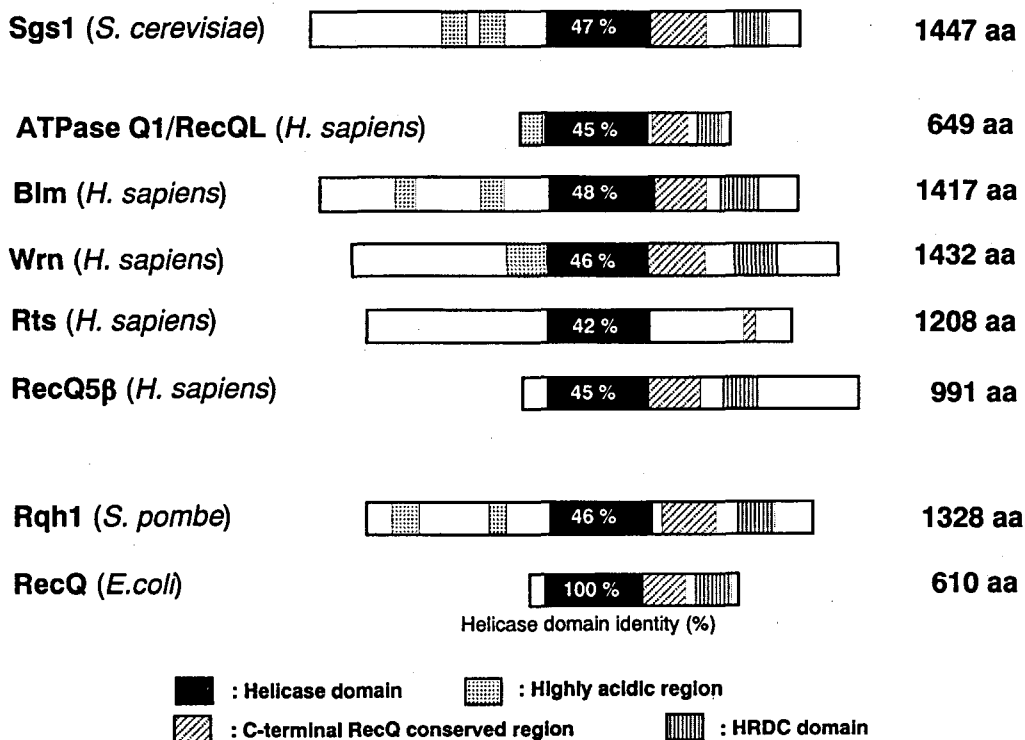 Sgs1 (S. cerevisiae) 47 % 1447 aa
ATPase Q1/RecQL (H. sapiens) 45 % 649 aa
Blm (H. sapiens) 48 % 1417 aa
Wrn (H. sapiens) 46 % 1432 aa
Rts (H. sapiens) 42 % 1208 aa
RecQ5β (H. sapiens) 45 % 991 aa
Rqh1 (S. pombe) 46 % 1328 aa
RecQ (E.coli) 100 % 610 aa
Helicase domain identity (%)
: Helicase domain : Highly acidic region
: C-terminal RecQ conserved region : HRDC domain